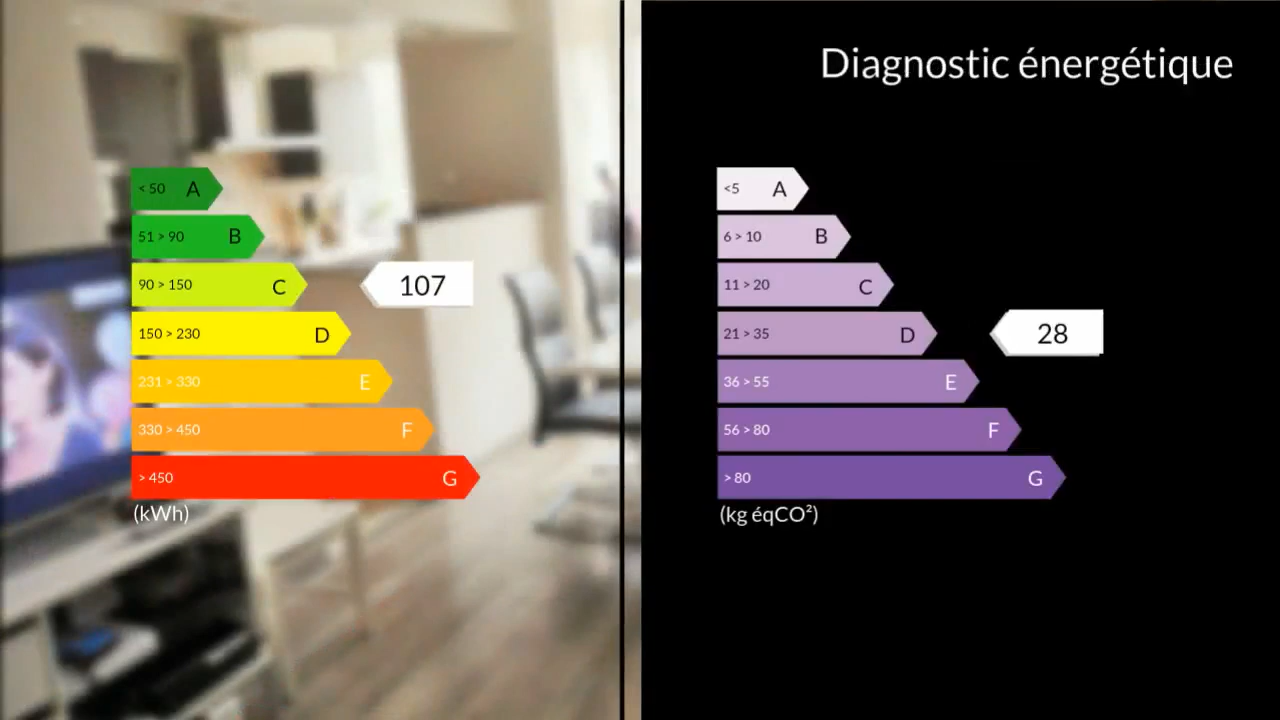 Diagnostic énergétique
< 50 A
51 > 90 B
90 > 150 C
107
150 > 230 D
231 > 330 E
330 > 450 F
> 450 G
(kWh)
<5 A
6 > 10 B
11 > 20 C
21 > 35 D
28
36 > 55 E
56 > 80 F
> 80 G
(kg éqCO²)